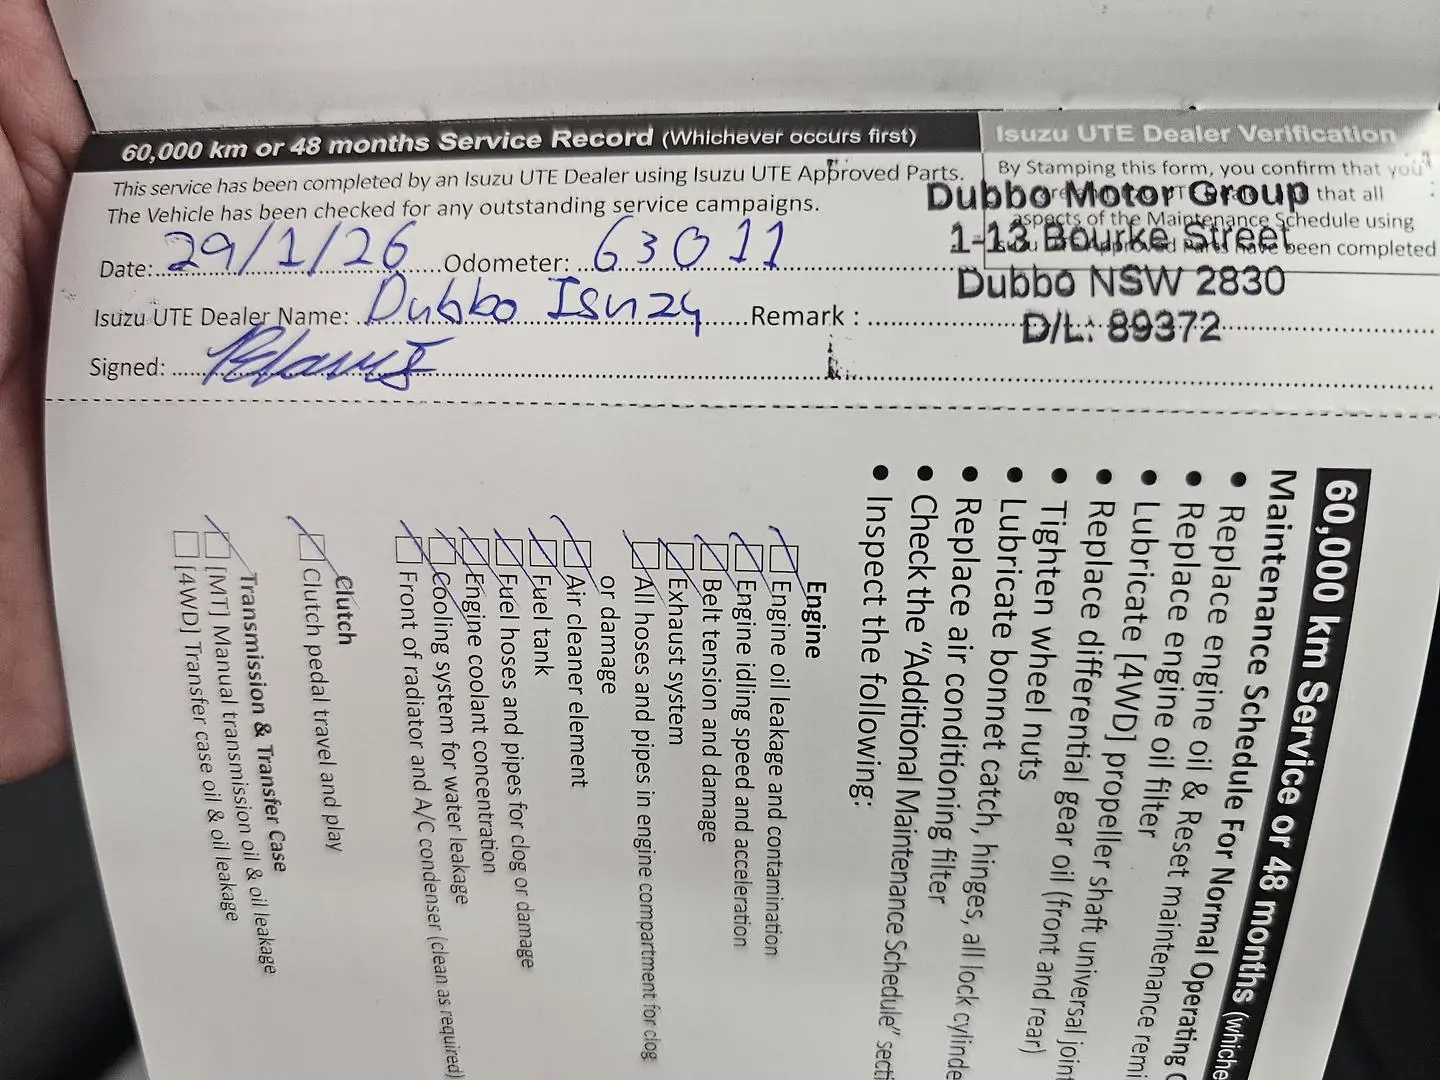 60,000 km or 48 months Service Record (Whichever occurs first)
This service has been completed by an Isuzu UTE Dealer using Isuzu UTE Approved Parts.
The Vehicle has been checked for any outstanding service campaigns.
Date: 29/1/26 Odometer: 63011
Isuzu UTE Dealer Name: Dubbo Isuzu Remark :
Signed:
Isuzu UTE Dealer Verification
By Stamping this form, you confirm that you
that all
aspects of the Maintenance Schedule using
Parts have been completed
Dubbo Motor Group
1-13 Bourke Street
Dubbo NSW 2830
D/L: 89372
60,000 km Service or 48 months (whiche
Maintenance Schedule For Normal Operating C
• Replace engine oil & Reset maintenance remi
• Replace engine oil filter
• Lubricate [4WD] propeller shaft universal joint
• Replace differential gear oil (front and rear)
• Tighten wheel nuts
• Lubricate bonnet catch, hinges, all lock cylinde
• Replace air conditioning filter
• Check the "Additional Maintenance Schedule" secti
• Inspect the following:
Engine
Engine oil leakage and contamination
Engine idling speed and acceleration
Belt tension and damage
Exhaust system
All hoses and pipes in engine compartment for clog
or damage
Air cleaner element
Fuel tank
Fuel hoses and pipes for clog or damage
Engine coolant concentration
Cooling system for water leakage
Front of radiator and A/C condenser (clean as required)
Clutch
Clutch pedal travel and play
Transmission & Transfer Case
[MT] Manual transmission oil & oil leakage
[4WD] Transfer case oil & oil leakage